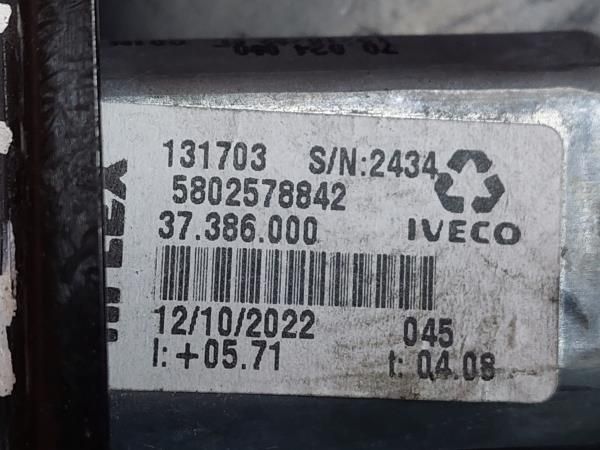 131703 S/N:2434
5802578842
37.386.000 IVECO
12/10/2022 045
I: +05.71 t: 04.08